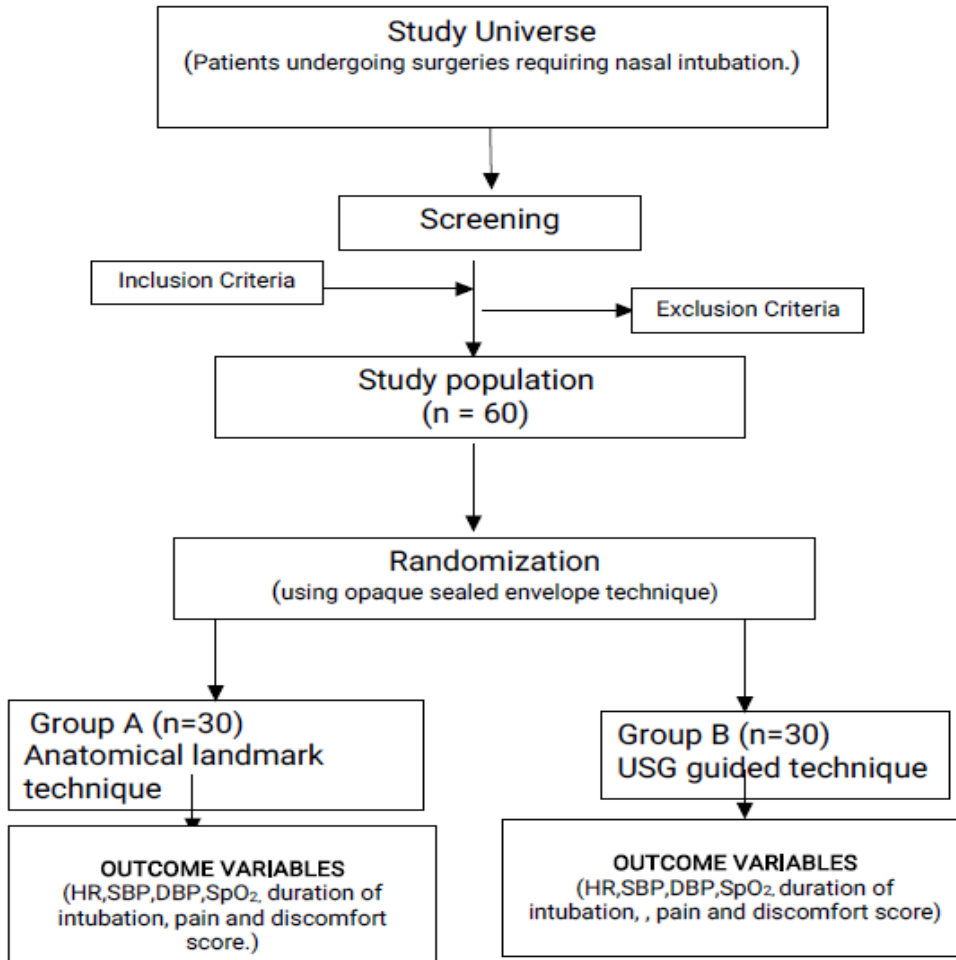 Study Universe
(Patients undergoing surgeries requiring nasal intubation.)
Screening
Inclusion Criteria
Exclusion Criteria
Study population
(n = 60)
Randomization
(using opaque sealed envelope technique)
Group A (n=30)
Anatomical landmark
technique
Group B (n=30)
USG guided technique
OUTCOME VARIABLES
(HR,SBP,DBP,SpO₂, duration of
intubation, pain and discomfort
score.)
OUTCOME VARIABLES
(HR,SBP,DBP,SpO₂, duration of
intubation, , pain and discomfort score)